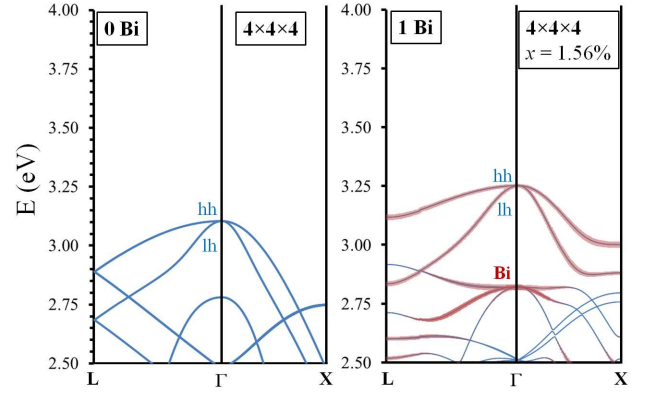 4.00
3.75
3.50
3.25
3.00
2.75
2.50
E (eV)
0 Bi
4×4×4
hh
lh
L
Γ
X
4.00
3.75
3.50
3.25
3.00
2.75
2.50
1 Bi
4×4×4
x = 1.56%
hh
lh
Bi
L
Γ
X